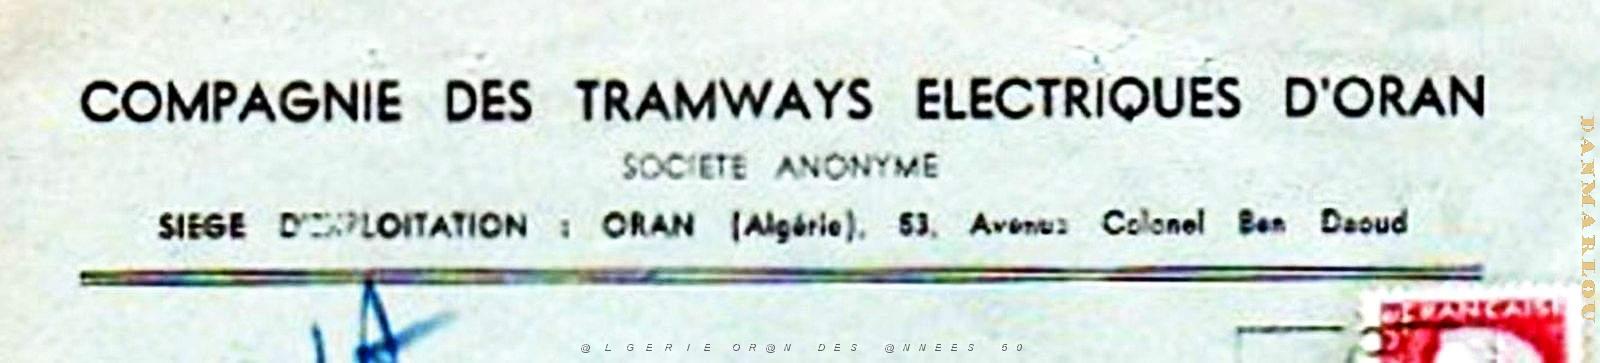 COMPAGNIE DES TRAMWAYS ELECTRIQUES D'ORAN
SOCIETE ANONYME
SIEGE D'EXPLOITATION : ORAN (Algérie), 53, Avenue Colonel Ben Daoud
FRANCAISE
@LGERIE OR@N DES @NNEES 50
DANMARLOU